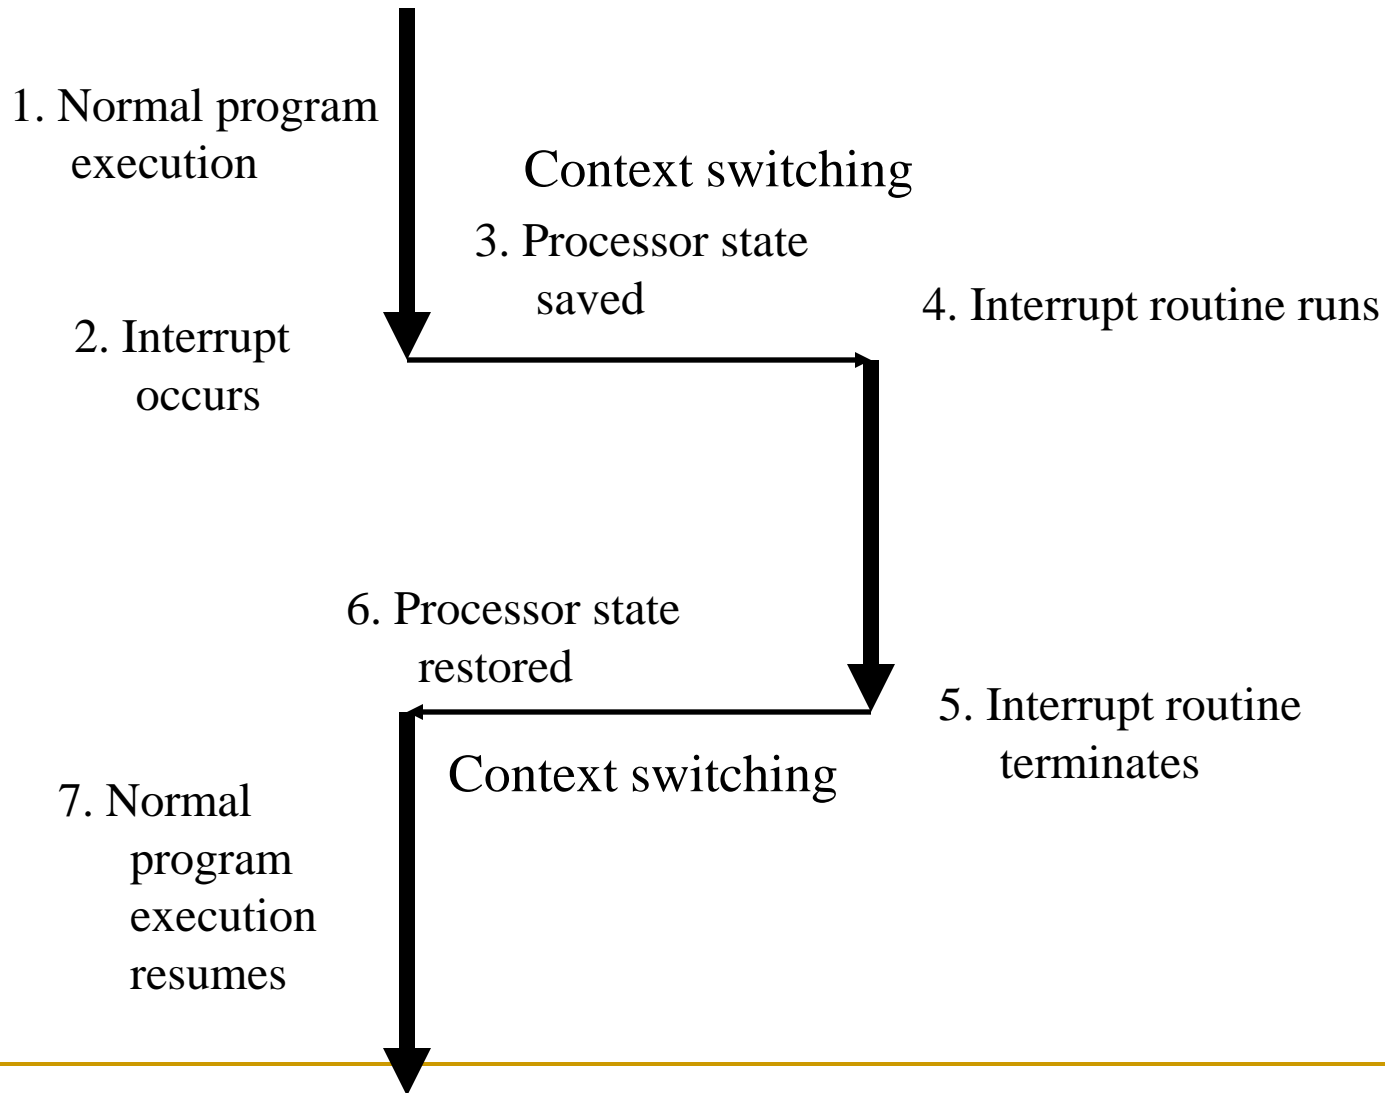 1. Normal program
execution
Context switching
3. Processor state
saved
4. Interrupt routine runs
2. Interrupt
occurs
6. Processor state
restored
5. Interrupt routine
terminates
Context switching
7. Normal
program
execution
resumes